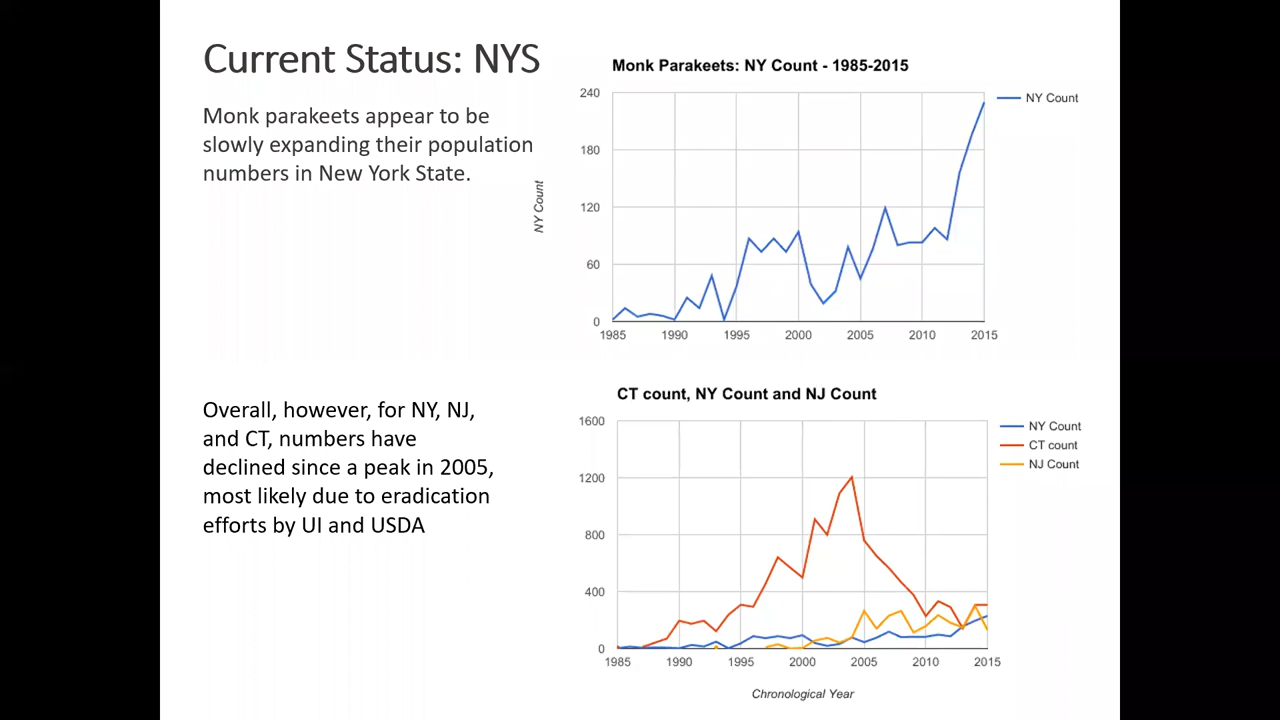 Current Status: NYS
Monk parakeets appear to be
slowly expanding their population
numbers in New York State.
Monk Parakeets: NY Count - 1985-2015
NY Count
240
180
120
60
0
NY Count
1985 1990 1995 2000 2005 2010 2015
Overall, however, for NY, NJ,
and CT, numbers have
declined since a peak in 2005,
most likely due to eradication
efforts by UI and USDA
CT count, NY Count and NJ Count
1600
1200
800
400
0
NY Count
CT count
NJ Count
1985 1990 1995 2000 2005 2010 2015
Chronological Year